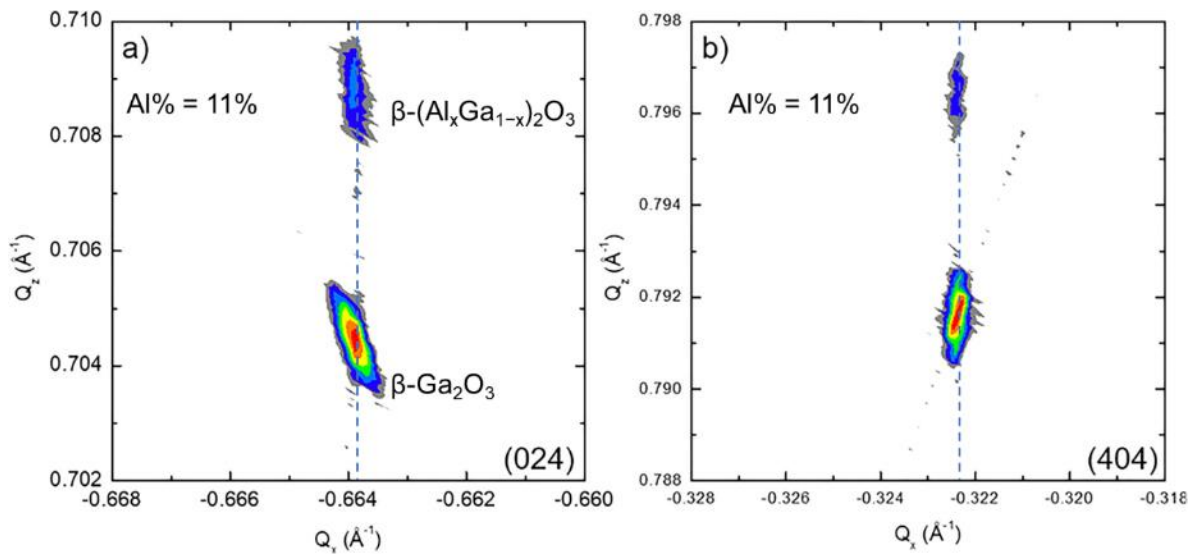 a)
Al% = 11%
β-(AlₓGa₁₋ₓ)₂O₃
β-Ga₂O₃
(024)
0.710
0.708
0.706
0.704
0.702
Q_z (Å⁻¹)
-0.668 -0.666 -0.664 -0.662 -0.660
Qₓ (Å⁻¹)
b)
Al% = 11%
(404)
0.798
0.796
0.794
0.792
0.790
0.788
Q_z (Å⁻¹)
-0.328 -0.326 -0.324 -0.322 -0.320 -0.318
Qₓ (Å⁻¹)